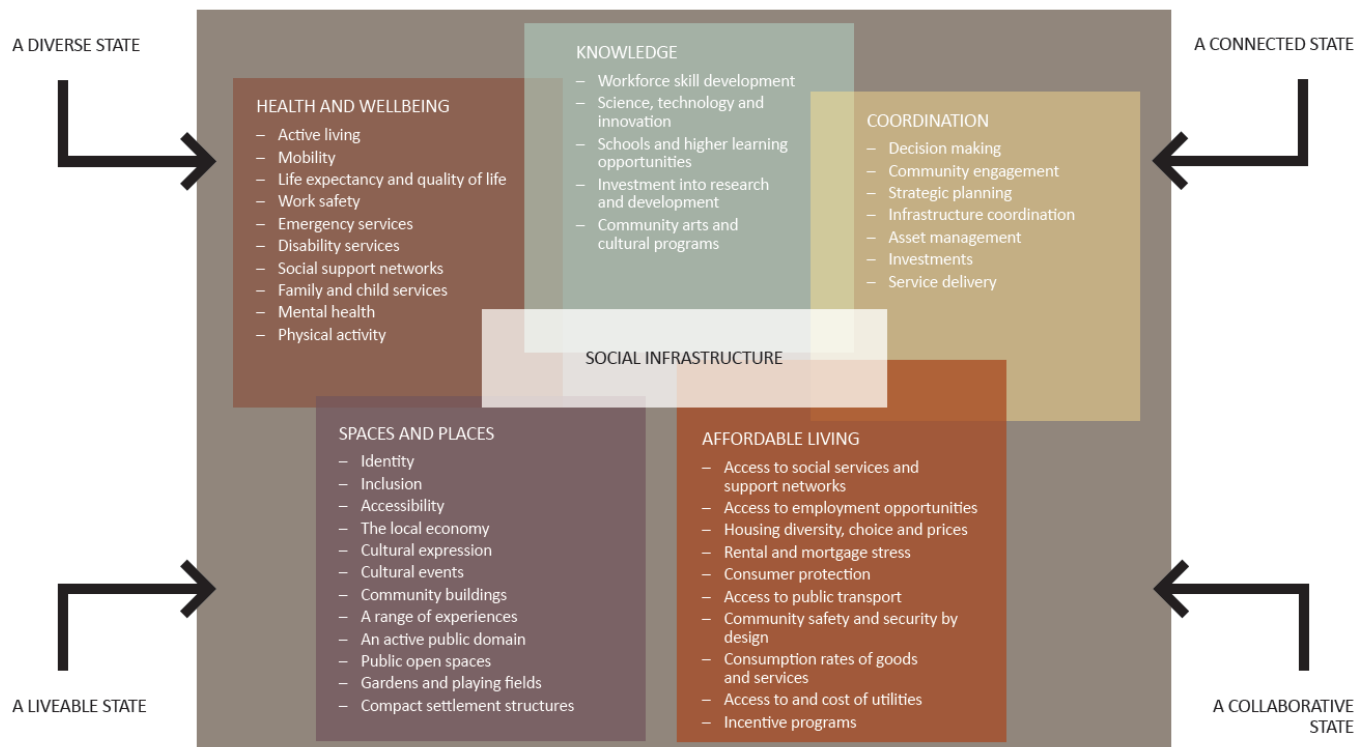 A DIVERSE STATE
A CONNECTED STATE
KNOWLEDGE
– Workforce skill development
– Science, technology and
innovation
– Schools and higher learning
opportunities
– Investment into research
and development
– Community arts and
cultural programs
HEALTH AND WELLBEING
– Active living
– Mobility
– Life expectancy and quality of life
– Work safety
– Emergency services
– Disability services
– Social support networks
– Family and child services
– Mental health
– Physical activity
COORDINATION
– Decision making
– Community engagement
– Strategic planning
– Infrastructure coordination
– Asset management
– Investments
– Service delivery
SOCIAL INFRASTRUCTURE
SPACES AND PLACES
– Identity
– Inclusion
– Accessibility
– The local economy
– Cultural expression
– Cultural events
– Community buildings
– A range of experiences
– An active public domain
– Public open spaces
– Gardens and playing fields
– Compact settlement structures
AFFORDABLE LIVING
– Access to social services and
support networks
– Access to employment opportunities
– Housing diversity, choice and prices
– Rental and mortgage stress
– Consumer protection
– Access to public transport
– Community safety and security by
design
– Consumption rates of goods
and services
– Access to and cost of utilities
– Incentive programs
A LIVEABLE STATE
A COLLABORATIVE
STATE